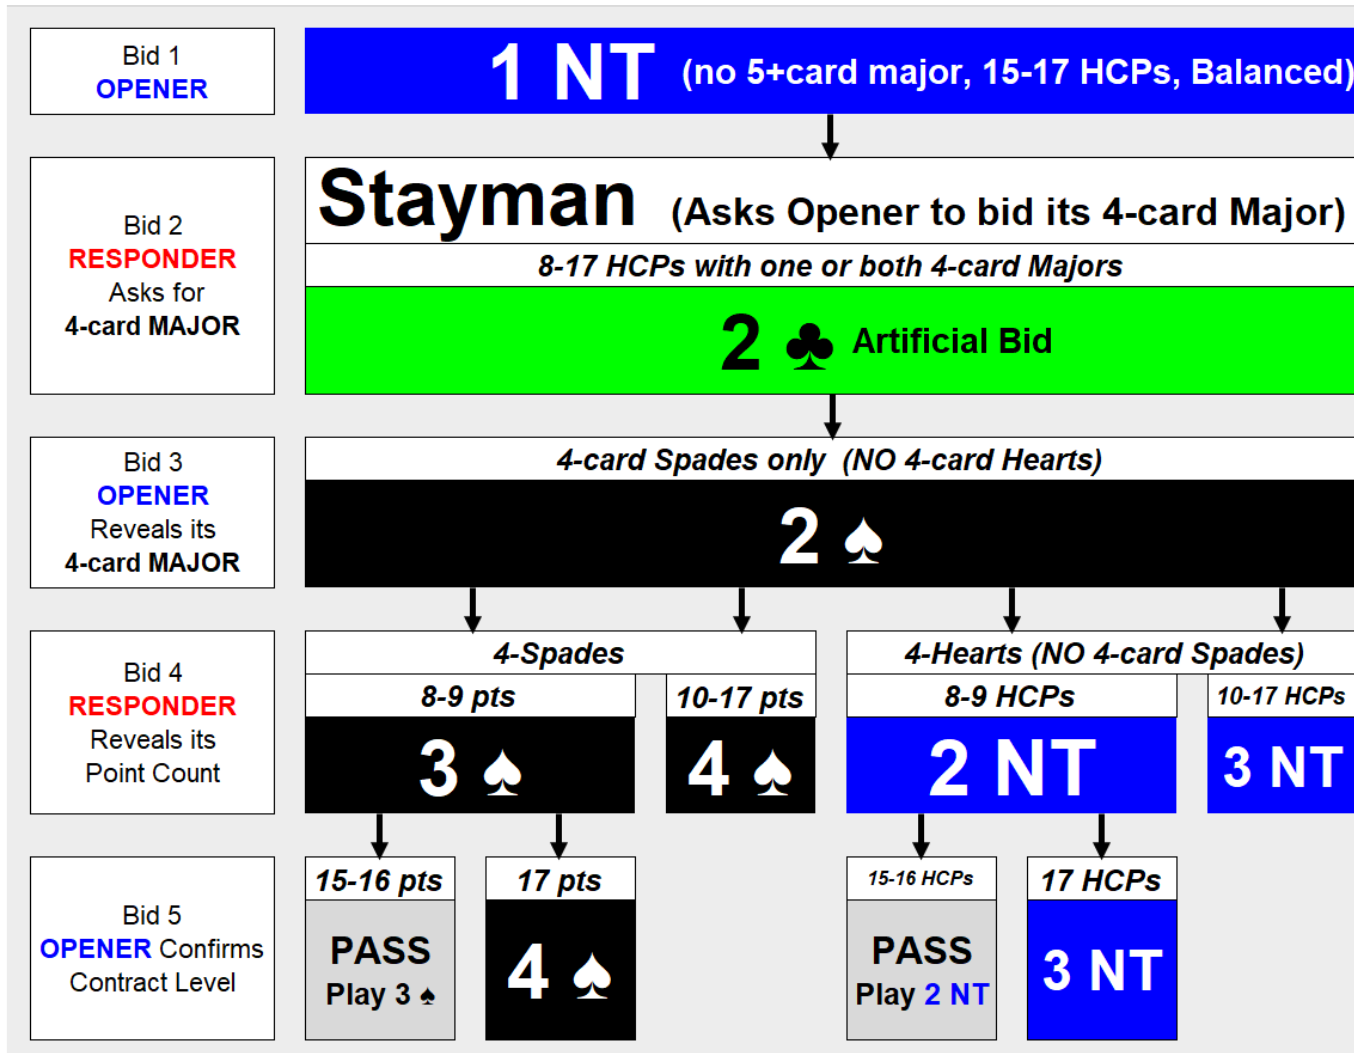 Bid 1
OPENER
1 NT (no 5+card major, 15-17 HCPs, Balanced)
Bid 2
RESPONDER
Asks for
4-card MAJOR
Stayman (Asks Opener to bid its 4-card Major)
8-17 HCPs with one or both 4-card Majors
2 ♣ Artificial Bid
Bid 3
OPENER
Reveals its
4-card MAJOR
4-card Spades only (NO 4-card Hearts)
2 ♠
Bid 4
RESPONDER
Reveals its
Point Count
4-Spades
4-Hearts (NO 4-card Spades)
8-9 pts
10-17 pts
8-9 HCPs
10-17 HCPs
3 ♠
4 ♠
2 NT
3 NT
Bid 5
OPENER Confirms
Contract Level
15-16 pts
17 pts
15-16 HCPs
17 HCPs
PASS
Play 3 ♠
4 ♠
PASS
Play 2 NT
3 NT